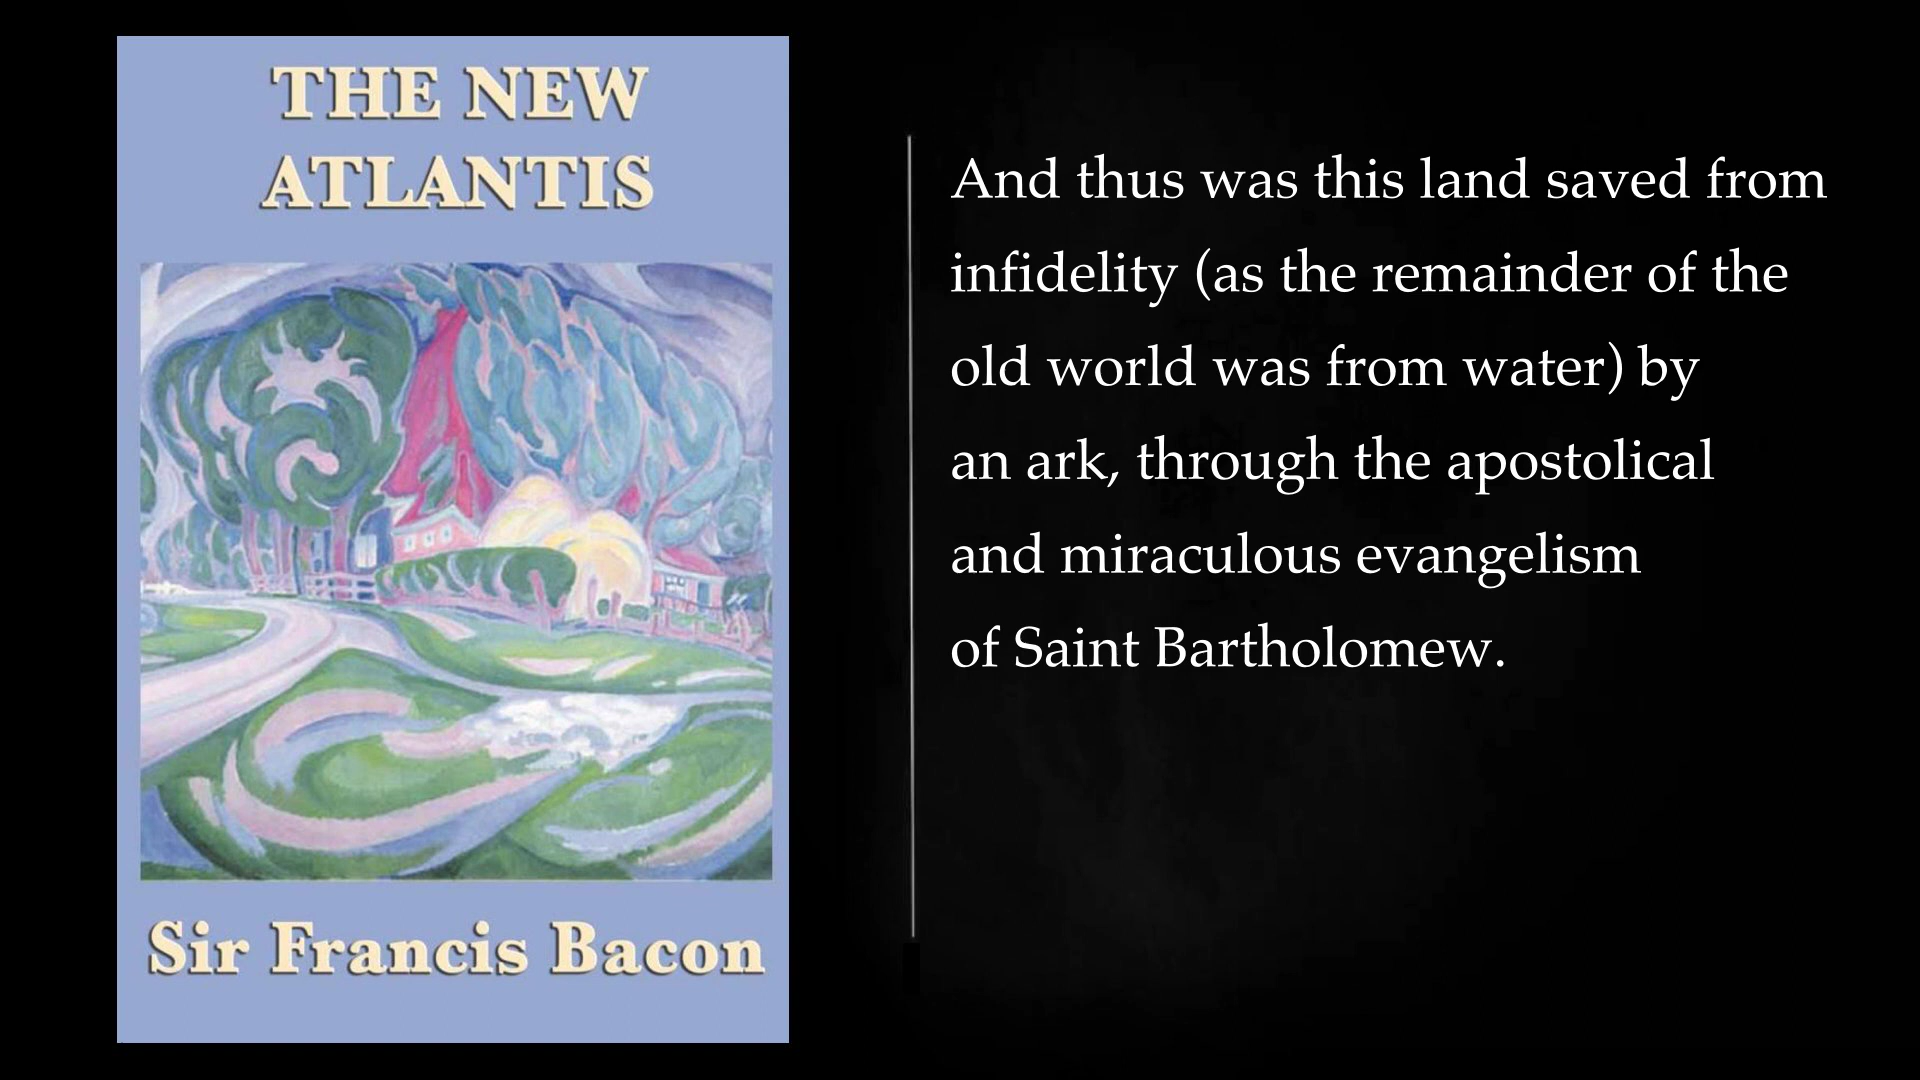 THE NEW
ATLANTIS
Sir Francis Bacon
And thus was this land saved from
infidelity (as the remainder of the
old world was from water) by
an ark, through the apostolical
and miraculous evangelism
of Saint Bartholomew.